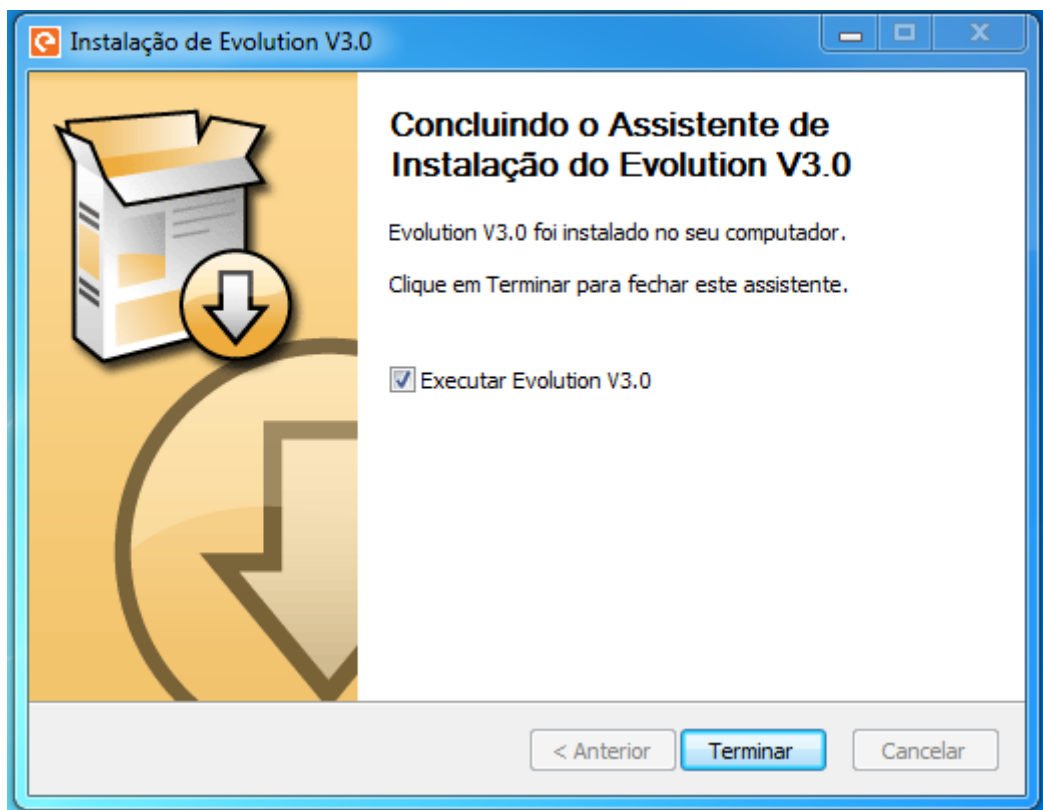 Instalação de Evolution V3.0
Concluindo o Assistente de
Instalação do Evolution V3.0
Evolution V3.0 foi instalado no seu computador.
Clique em Terminar para fechar este assistente.
Executar Evolution V3.0
< Anterior
Terminar
Cancelar